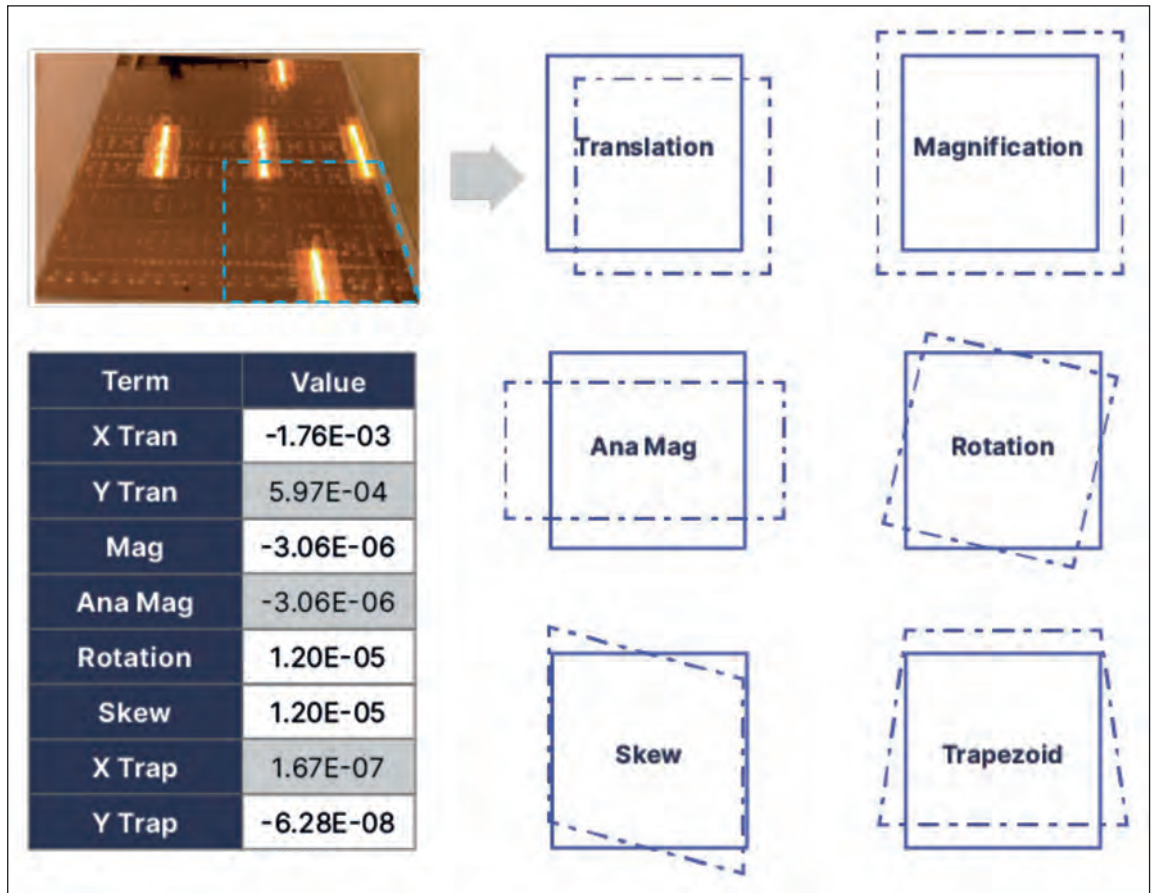 Translation
Magnification
Term Value
X Tran -1.76E-03
Y Tran 5.97E-04
Mag -3.06E-06
Ana Mag -3.06E-06
Rotation 1.20E-05
Skew 1.20E-05
X Trap 1.67E-07
Y Trap -6.28E-08
Ana Mag
Rotation
Skew
Trapezoid